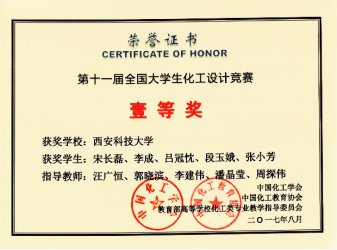 荣誉证书
CERTIFICATE OF HONOR
第十一届全国大学生化工设计竞赛
壹等奖
获奖学校：西安科技大学
获奖学生：宋长磊、李成、吕冠忱、段玉娥、张小芳
指导教师：汪广恒、郭晓滨、李建伟、潘晶莹、周探伟
中国化工学会
中国化工教育协会
教育部高等学校化工类专业教学指导委员会
二〇一七年八月